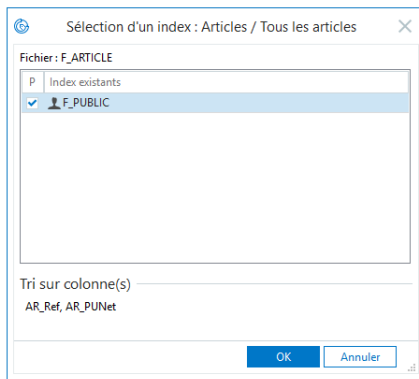 Sélection d'un index : Articles / Tous les articles
Fichier : F_ARTICLE
P Index existants
F_PUBLIC
Tri sur colonne(s)
AR_Ref, AR_PUNet
OK Annuler